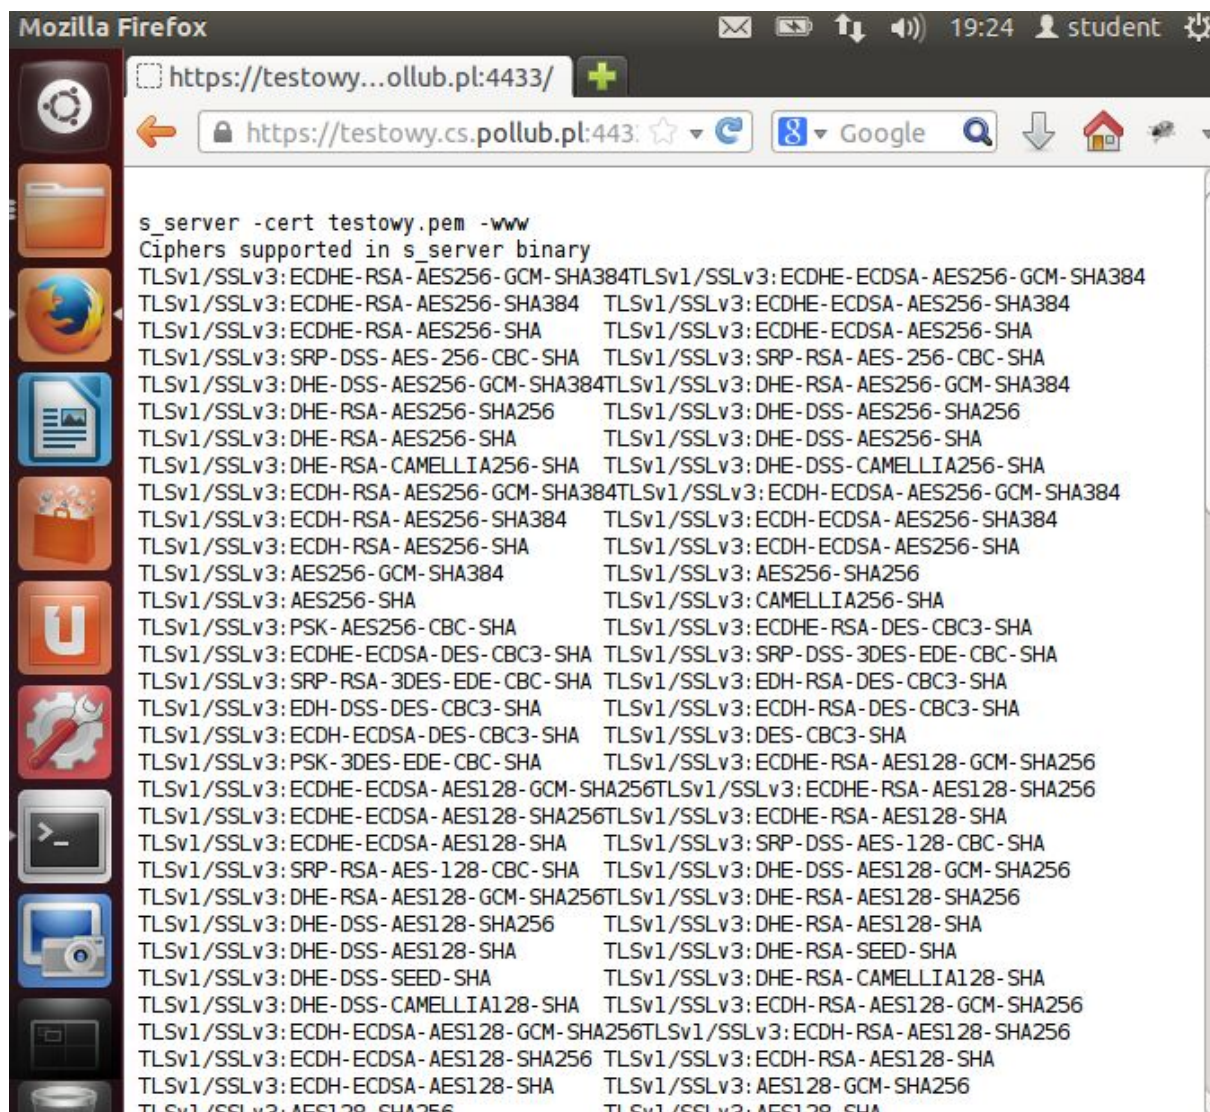 Mozilla Firefox 19:24 student
https://testowy...ollub.pl:4433/
https://testowy.cs.pollub.pl:443 Google
s_server -cert testowy.pem -www
Ciphers supported in s_server binary
TLSv1/SSLv3:ECDHE-RSA-AES256-GCM-SHA384TLSv1/SSLv3:ECDHE-ECDSA-AES256-GCM-SHA384
TLSv1/SSLv3:ECDHE-RSA-AES256-SHA384 TLSv1/SSLv3:ECDHE-ECDSA-AES256-SHA384
TLSv1/SSLv3:ECDHE-RSA-AES256-SHA TLSv1/SSLv3:ECDHE-ECDSA-AES256-SHA
TLSv1/SSLv3:SRP-DSS-AES-256-CBC-SHA TLSv1/SSLv3:SRP-RSA-AES-256-CBC-SHA
TLSv1/SSLv3:DHE-DSS-AES256-GCM-SHA384TLSv1/SSLv3:DHE-RSA-AES256-GCM-SHA384
TLSv1/SSLv3:DHE-RSA-AES256-SHA256 TLSv1/SSLv3:DHE-DSS-AES256-SHA256
TLSv1/SSLv3:DHE-RSA-AES256-SHA TLSv1/SSLv3:DHE-DSS-AES256-SHA
TLSv1/SSLv3:DHE-RSA-CAMELLIA256-SHA TLSv1/SSLv3:DHE-DSS-CAMELLIA256-SHA
TLSv1/SSLv3:ECDH-RSA-AES256-GCM-SHA384TLSv1/SSLv3:ECDH-ECDSA-AES256-GCM-SHA384
TLSv1/SSLv3:ECDH-RSA-AES256-SHA384 TLSv1/SSLv3:ECDH-ECDSA-AES256-SHA384
TLSv1/SSLv3:ECDH-RSA-AES256-SHA TLSv1/SSLv3:ECDH-ECDSA-AES256-SHA
TLSv1/SSLv3:AES256-GCM-SHA384 TLSv1/SSLv3:AES256-SHA256
TLSv1/SSLv3:AES256-SHA TLSv1/SSLv3:CAMELLIA256-SHA
TLSv1/SSLv3:PSK-AES256-CBC-SHA TLSv1/SSLv3:ECDHE-RSA-DES-CBC3-SHA
TLSv1/SSLv3:ECDHE-ECDSA-DES-CBC3-SHA TLSv1/SSLv3:SRP-DSS-3DES-EDE-CBC-SHA
TLSv1/SSLv3:SRP-RSA-3DES-EDE-CBC-SHA TLSv1/SSLv3:EDH-RSA-DES-CBC3-SHA
TLSv1/SSLv3:EDH-DSS-DES-CBC3-SHA TLSv1/SSLv3:ECDH-RSA-DES-CBC3-SHA
TLSv1/SSLv3:ECDH-ECDSA-DES-CBC3-SHA TLSv1/SSLv3:DES-CBC3-SHA
TLSv1/SSLv3:PSK-3DES-EDE-CBC-SHA TLSv1/SSLv3:ECDHE-RSA-AES128-GCM-SHA256
TLSv1/SSLv3:ECDHE-ECDSA-AES128-GCM-SHA256TLSv1/SSLv3:ECDHE-RSA-AES128-SHA256
TLSv1/SSLv3:ECDHE-ECDSA-AES128-SHA256TLSv1/SSLv3:ECDHE-RSA-AES128-SHA
TLSv1/SSLv3:ECDHE-ECDSA-AES128-SHA TLSv1/SSLv3:SRP-DSS-AES-128-CBC-SHA
TLSv1/SSLv3:SRP-RSA-AES-128-CBC-SHA TLSv1/SSLv3:DHE-DSS-AES128-GCM-SHA256
TLSv1/SSLv3:DHE-RSA-AES128-GCM-SHA256TLSv1/SSLv3:DHE-RSA-AES128-SHA256
TLSv1/SSLv3:DHE-DSS-AES128-SHA256 TLSv1/SSLv3:DHE-RSA-AES128-SHA
TLSv1/SSLv3:DHE-DSS-AES128-SHA TLSv1/SSLv3:DHE-RSA-SEED-SHA
TLSv1/SSLv3:DHE-DSS-SEED-SHA TLSv1/SSLv3:DHE-RSA-CAMELLIA128-SHA
TLSv1/SSLv3:DHE-DSS-CAMELLIA128-SHA TLSv1/SSLv3:ECDH-RSA-AES128-GCM-SHA256
TLSv1/SSLv3:ECDH-ECDSA-AES128-GCM-SHA256TLSv1/SSLv3:ECDH-RSA-AES128-SHA256
TLSv1/SSLv3:ECDH-ECDSA-AES128-SHA256 TLSv1/SSLv3:ECDH-RSA-AES128-SHA
TLSv1/SSLv3:ECDH-ECDSA-AES128-SHA TLSv1/SSLv3:AES128-GCM-SHA256
TLSv1/SSLv3:AES128-SHA256 TLSv1/SSLv3:AES128-SHA